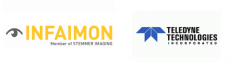 INFAIMON
Member of STEMMER IMAGING
TELEDYNE
TECHNOLOGIES
INCORPORATED